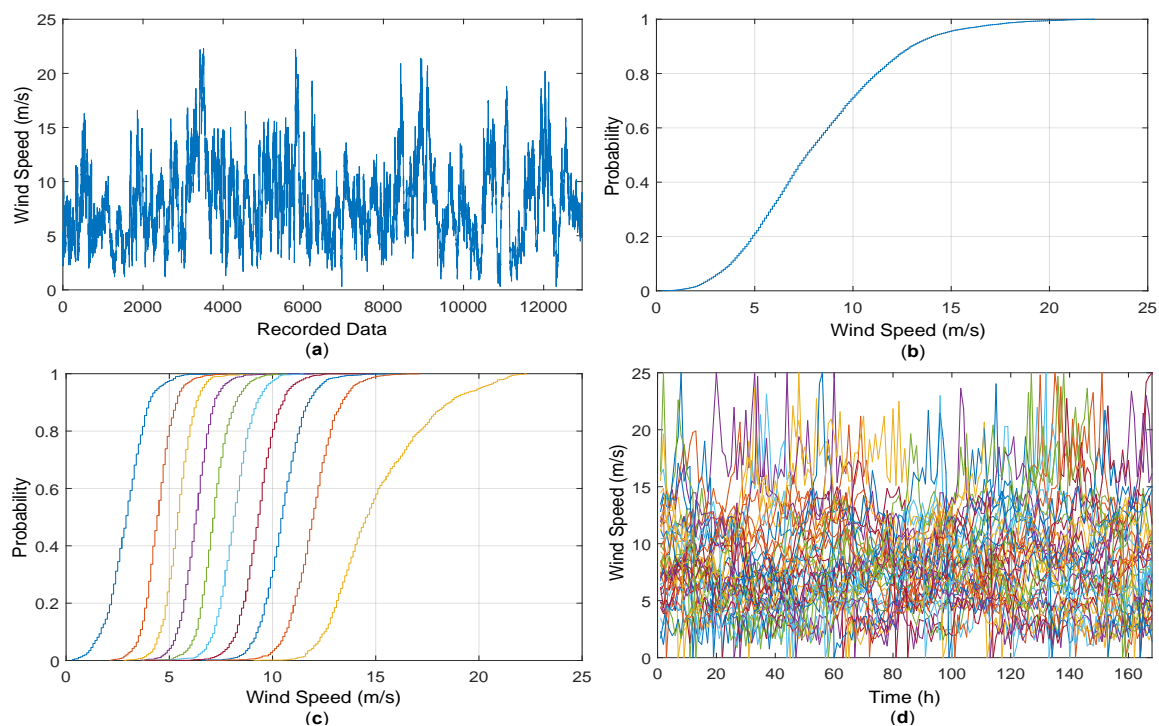 25
20
15
10
5
0
Wind Speed (m/s)
0 2000 4000 6000 8000 10000 12000
Recorded Data
(a)
1
0.8
0.6
0.4
0.2
0
Probability
5 10 15 20 25
Wind Speed (m/s)
(b)
1
0.8
0.6
0.4
0.2
0
Probability
0 5 10 15 20 25
Wind Speed (m/s)
(c)
25
20
15
10
5
0
Wind Speed (m/s)
0 20 40 60 80 100 120 140 160
Time (h)
(d)